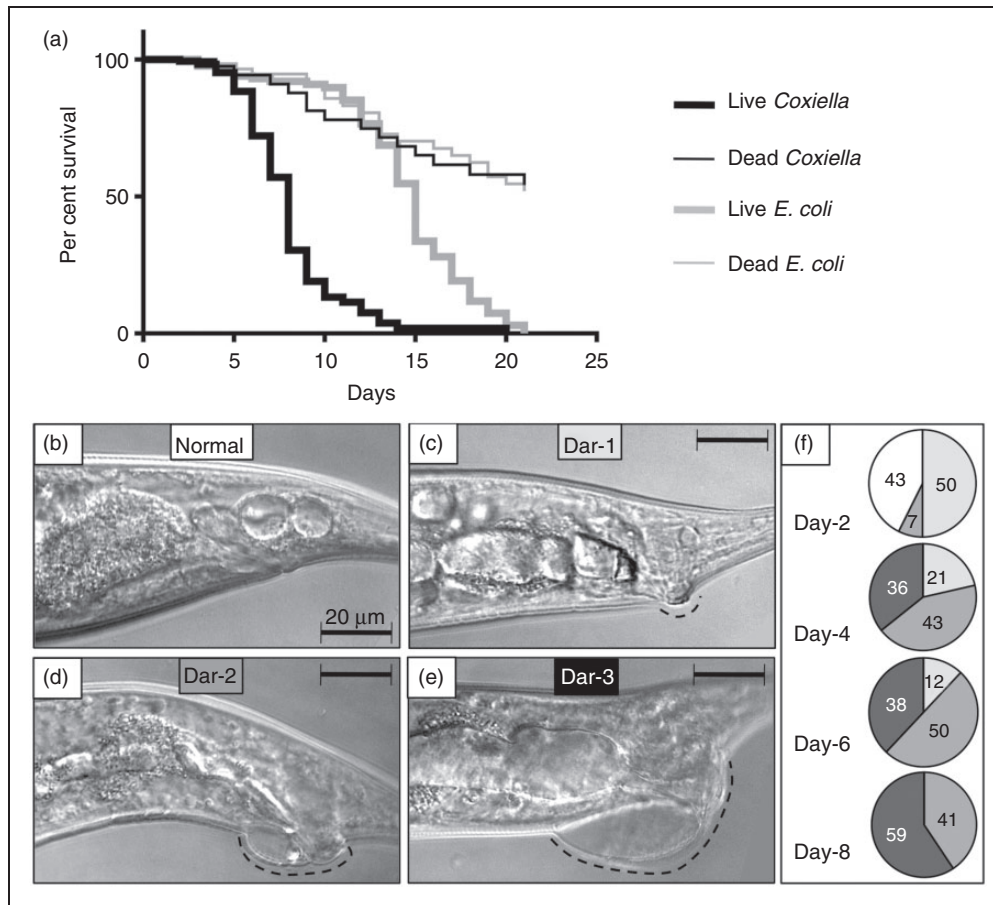 (a)
100
50
0
Per cent survival
0 5 10 15 20 25
Days
Live Coxiella
Dead Coxiella
Live E. coli
Dead E. coli
(b) Normal
20 μm
(c) Dar-1
(d) Dar-2
(e) Dar-3
(f)
43 50
7
Day-2
36 21
43
Day-4
12
38
50
Day-6
59 41
Day-8